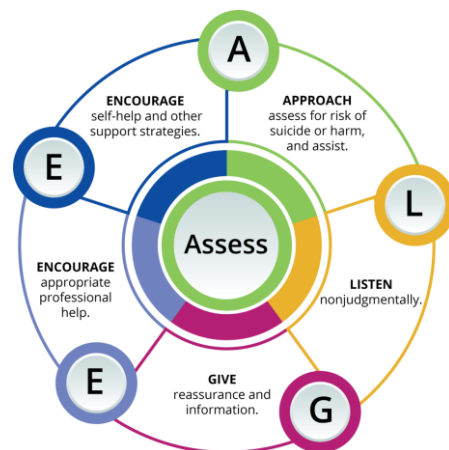 A
APPROACH
assess for risk of
suicide or harm,
and assist.
L
LISTEN
nonjudgmentally.
G
GIVE
reassurance and
information.
E
ENCOURAGE
appropriate
professional
help.
E
ENCOURAGE
self-help and other
support strategies.
Assess